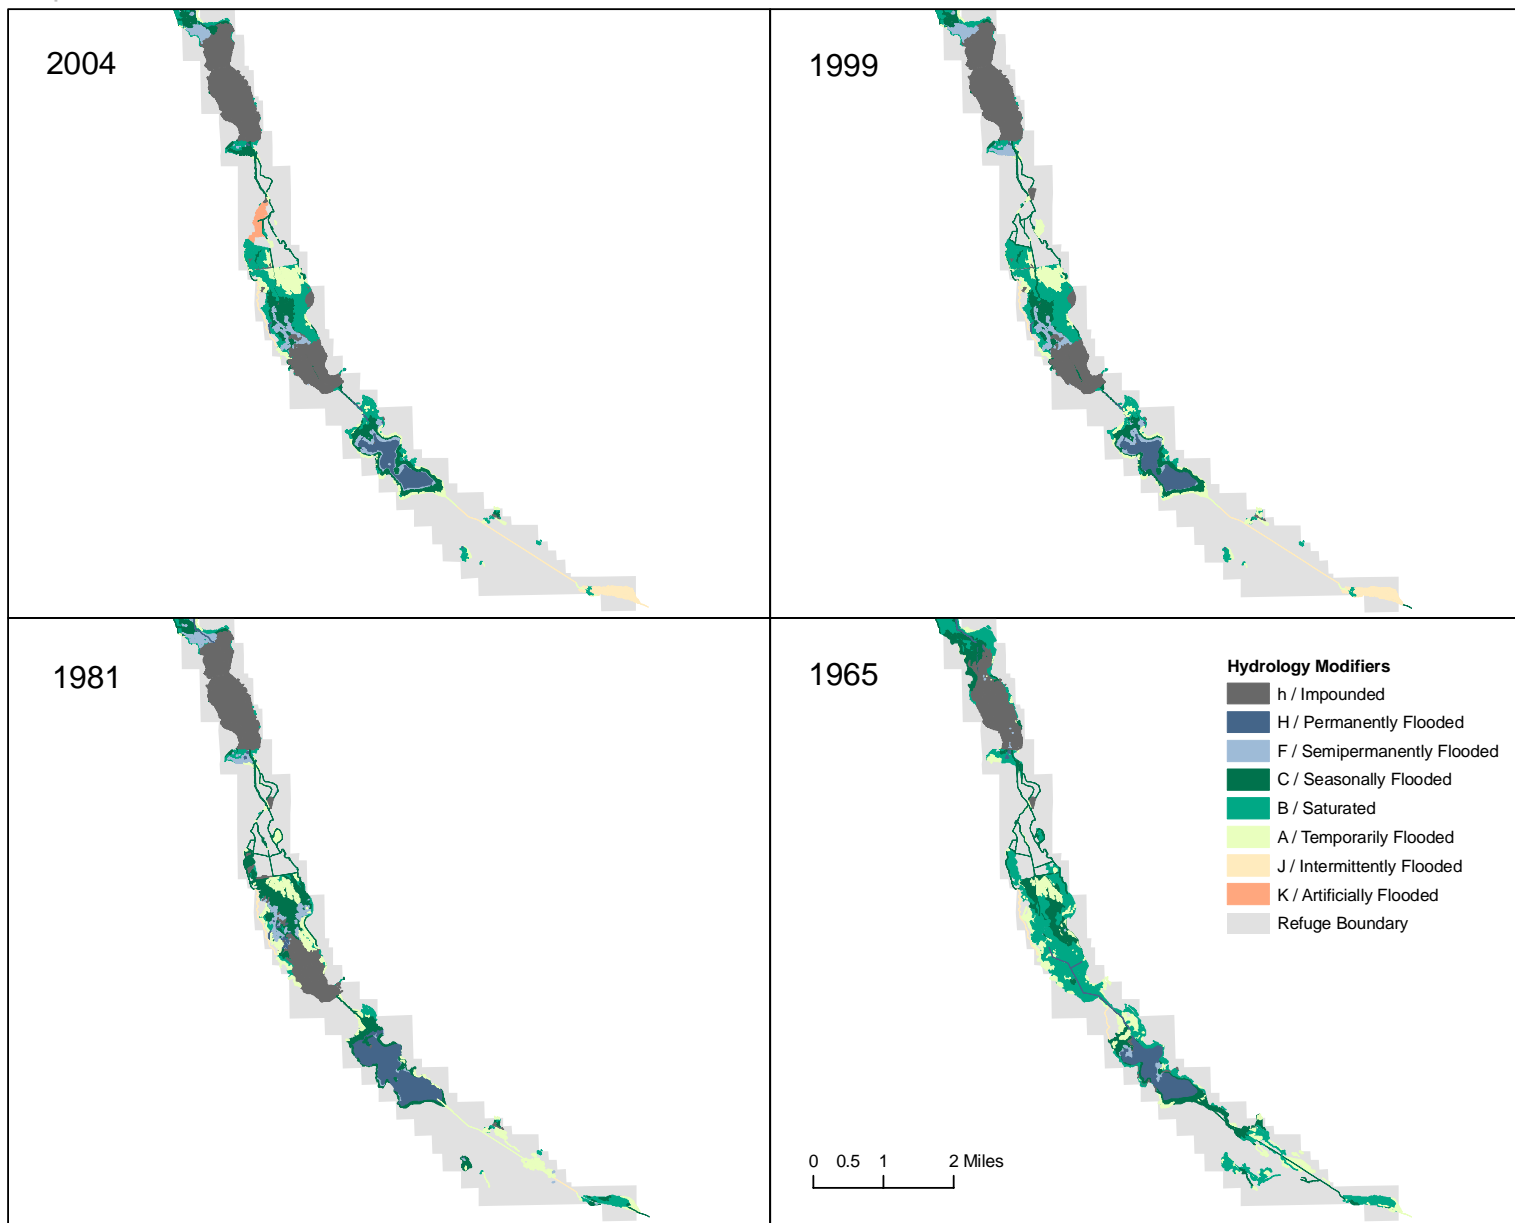 2004
1999
1981
1965
Hydrology Modifiers
h / Impounded
H / Permanently Flooded
F / Semipermanently Flooded
C / Seasonally Flooded
B / Saturated
A / Temporarily Flooded
J / Intermittently Flooded
K / Artificially Flooded
Refuge Boundary
0 0.5 1 2 Miles